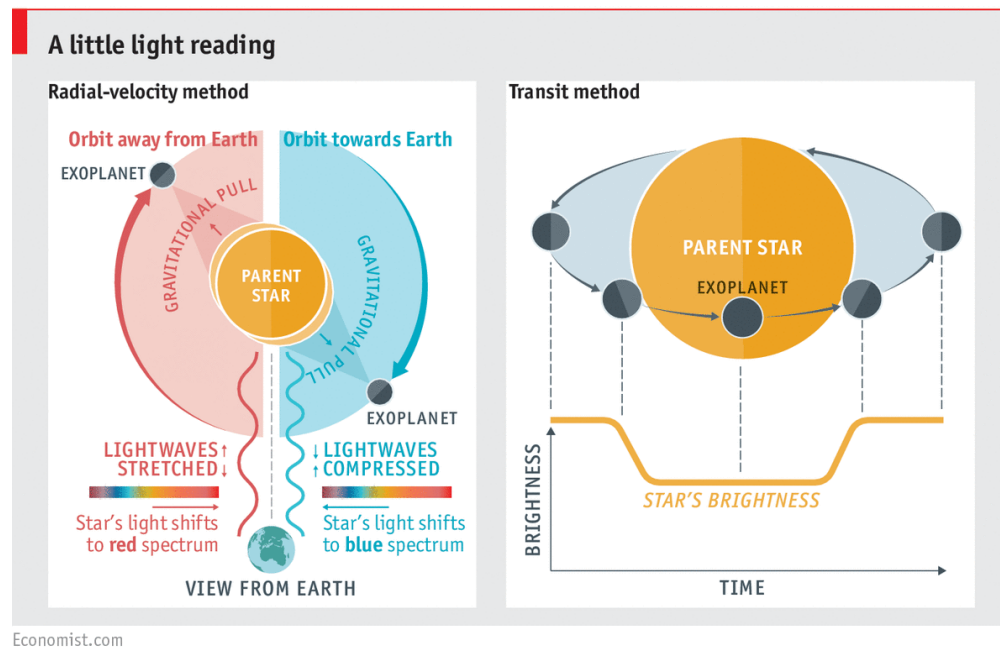 A little light reading
Radial-velocity method
Orbit away from Earth
Orbit towards Earth
EXOPLANET
GRAVITATIONAL PULL
PARENT
STAR
GRAVITATIONAL PULL
EXOPLANET
LIGHTWAVES
STRETCHED
LIGHTWAVES
COMPRESSED
Star's light shifts
to red spectrum
Star's light shifts
to blue spectrum
VIEW FROM EARTH
Transit method
PARENT STAR
EXOPLANET
BRIGHTNESS
STAR'S BRIGHTNESS
TIME
Economist.com